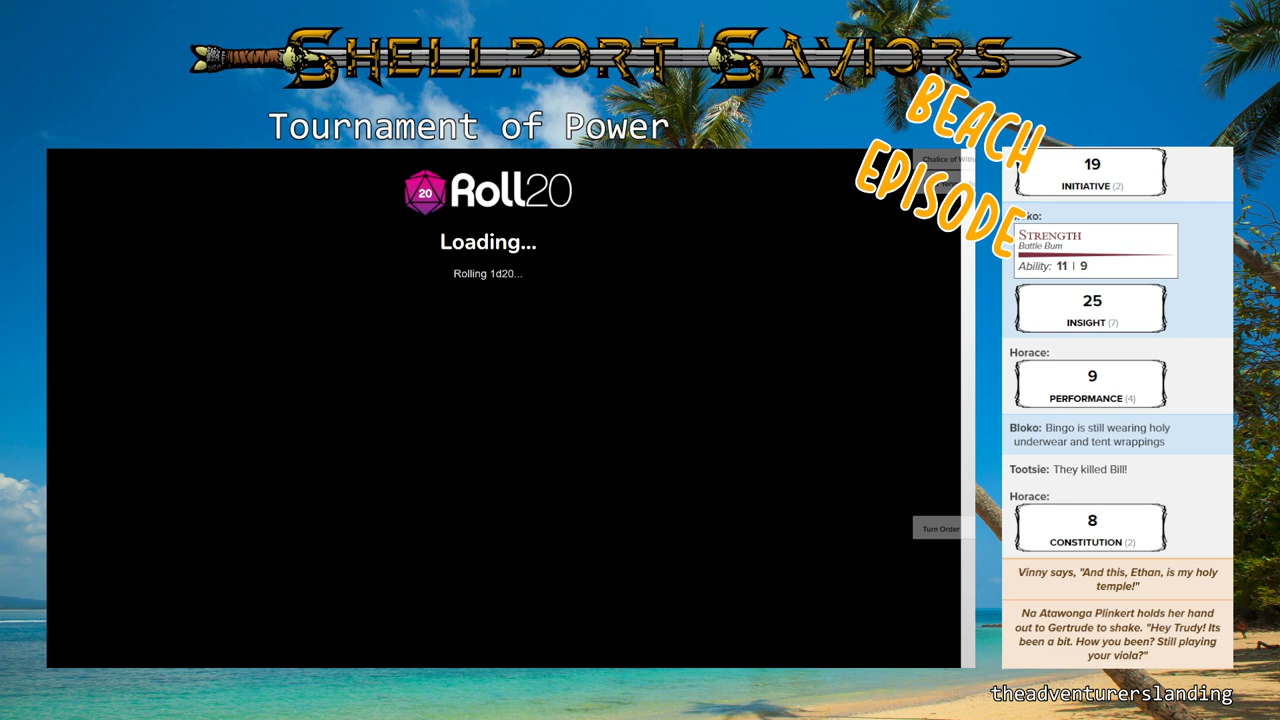 SHELLPORT SAVIORS
BEACH
EPISODE
Tournament of Power
20 Roll20
Loading...
Rolling 1d20...
Chalice of With
Turn Order
19
INITIATIVE (2)
STRENGTH
Battle Bum
Ability: 11 | 9
25
INSIGHT (7)
Horace:
9
PERFORMANCE (4)
Bloko: Bingo is still wearing holy
underwear and tent wrappings
Tootsie: They killed Bill!
Horace:
8
CONSTITUTION (2)
Vinny says, "And this, Ethan, is my holy
temple!"
Na Atawonga Plinkert holds her hand
out to Gertrude to shake. "Hey Trudy! Its
been a bit. How you been? Still playing
your viola?"
theadventurerslanding